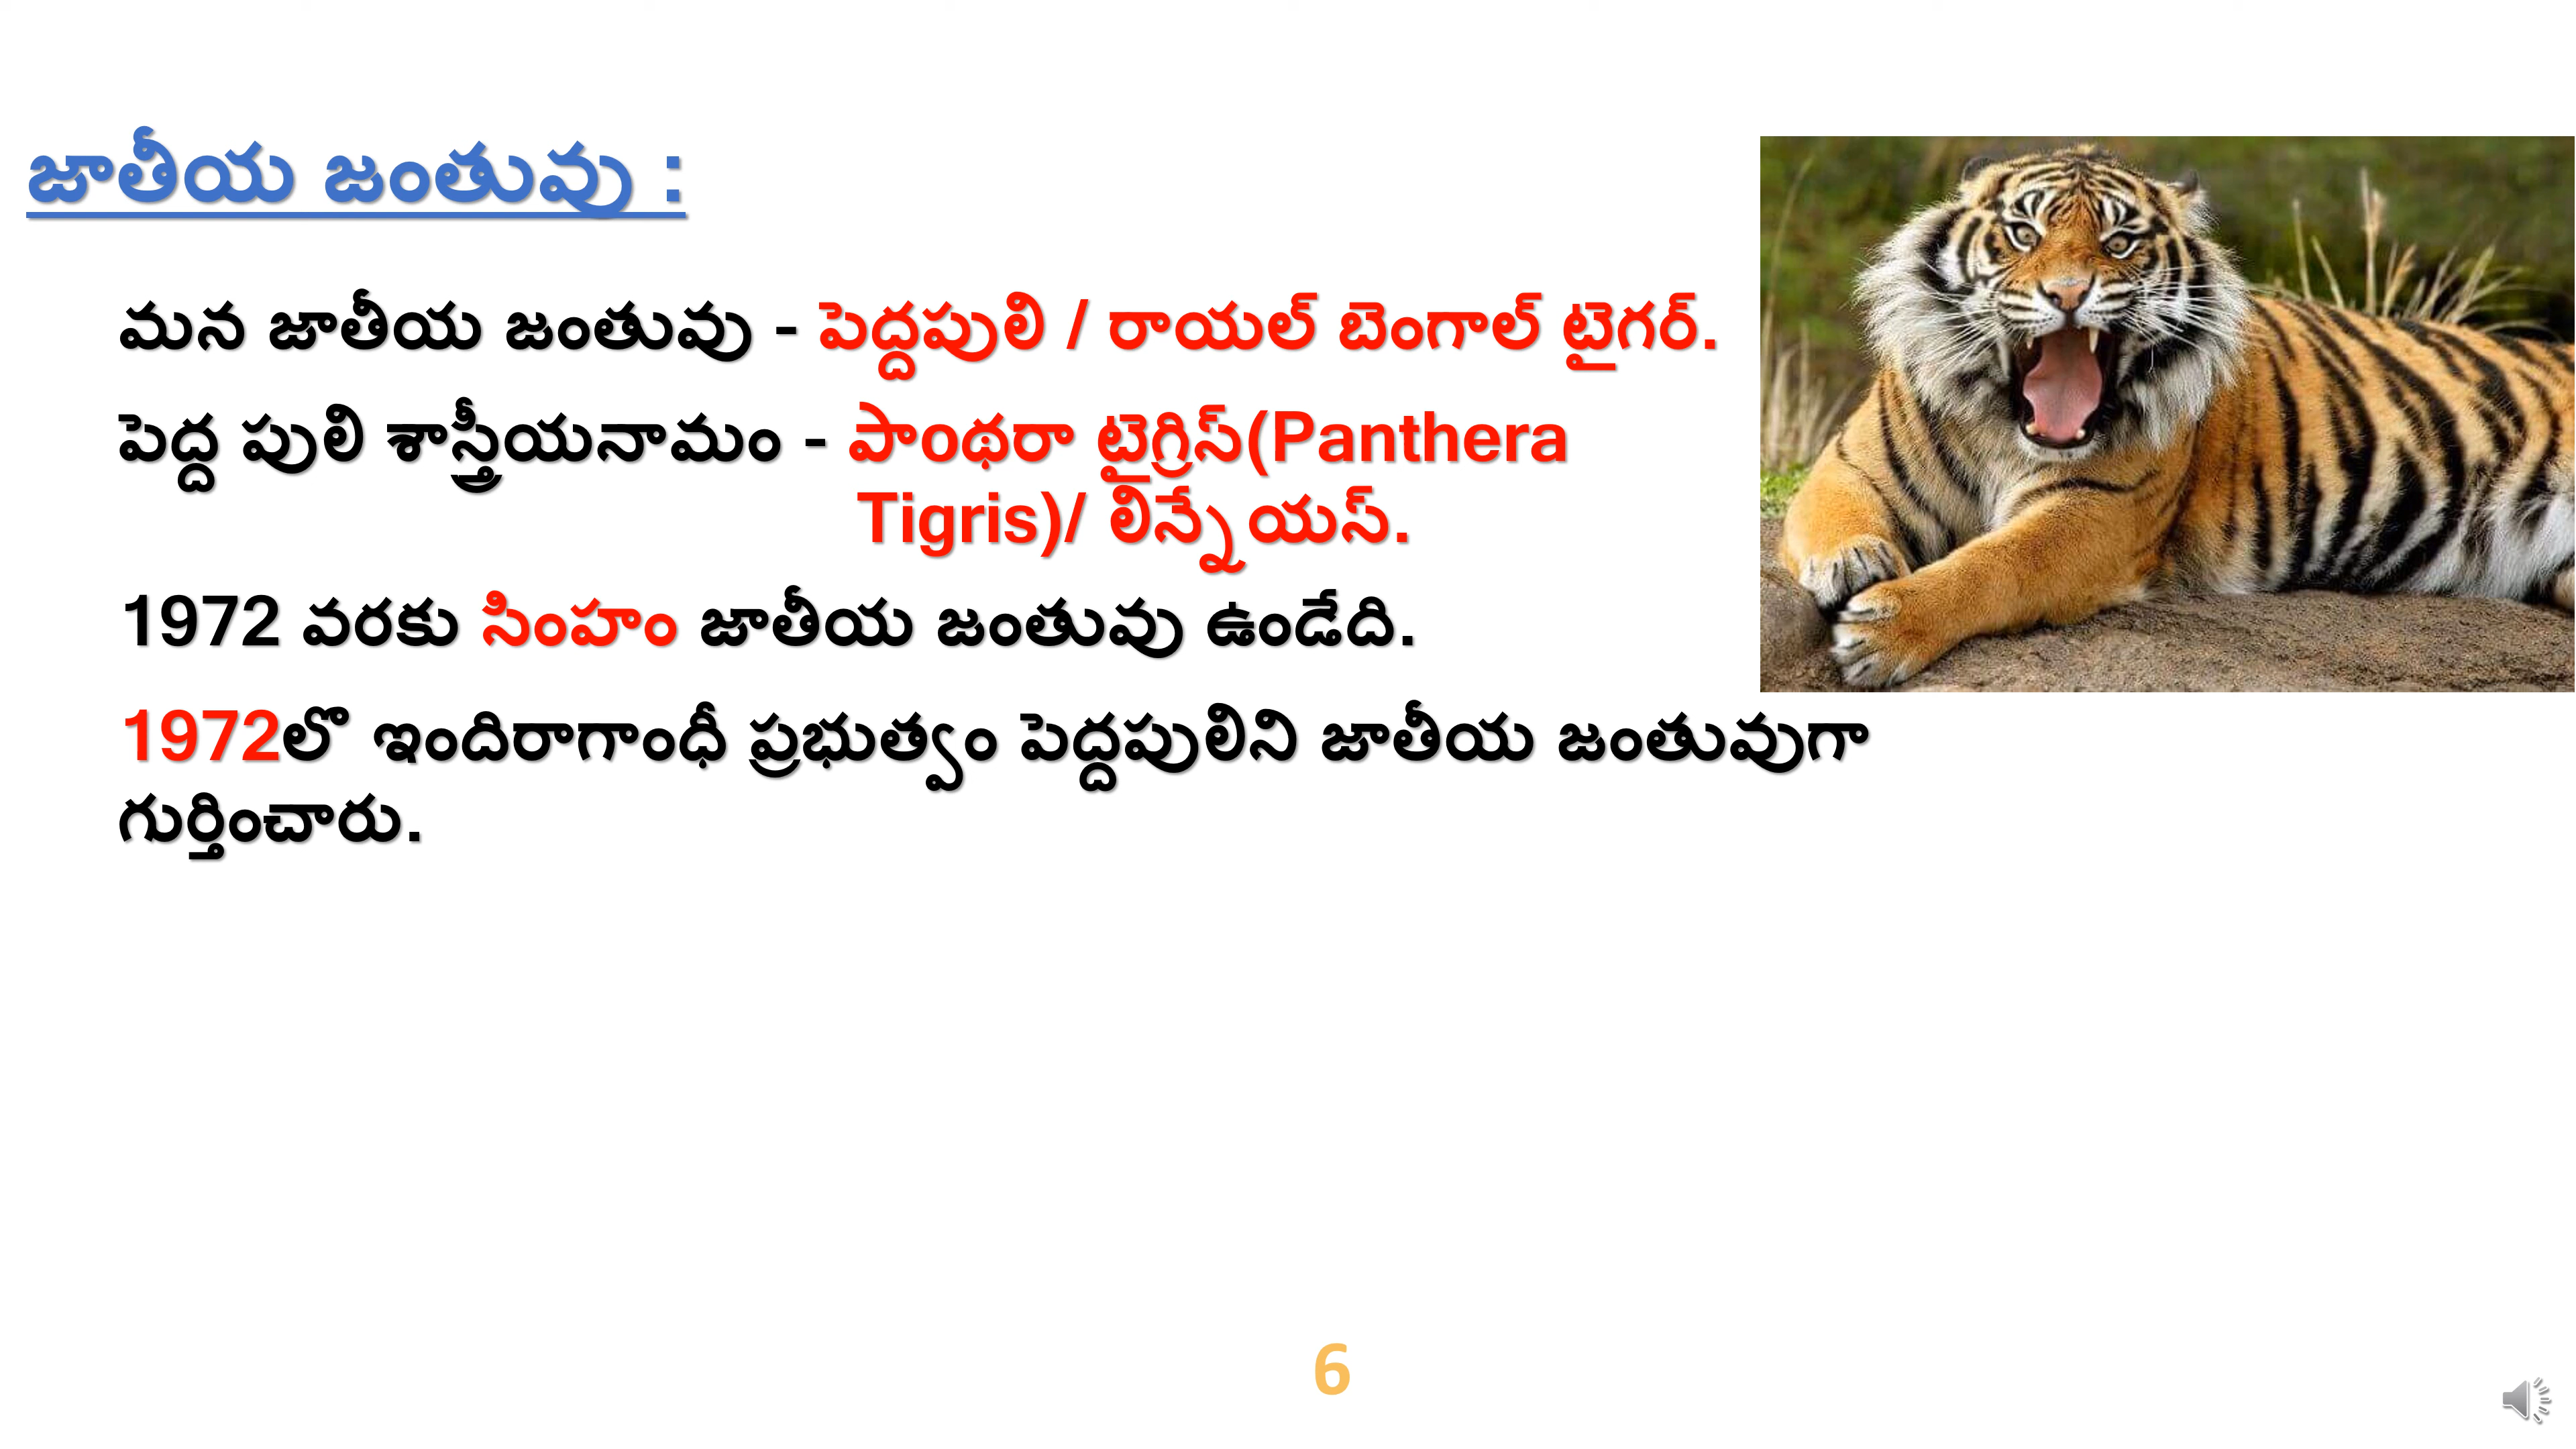 జాతీయ జంతువు :
మన జాతీయ జంతువు - పెద్దపులి / రాయల్ బెంగాల్ టైగర్.
పెద్ద పులి శాస్త్రీయనామం - పాంథరా టైగ్రిస్(Panthera
Tigris)/ లిన్నేయస్.
1972 వరకు సింహం జాతీయ జంతువు ఉండేది.
1972లొ ఇందిరాగాంధీ ప్రభుత్వం పెద్దపులిని జాతీయ జంతువుగా
గుర్తించారు.
6